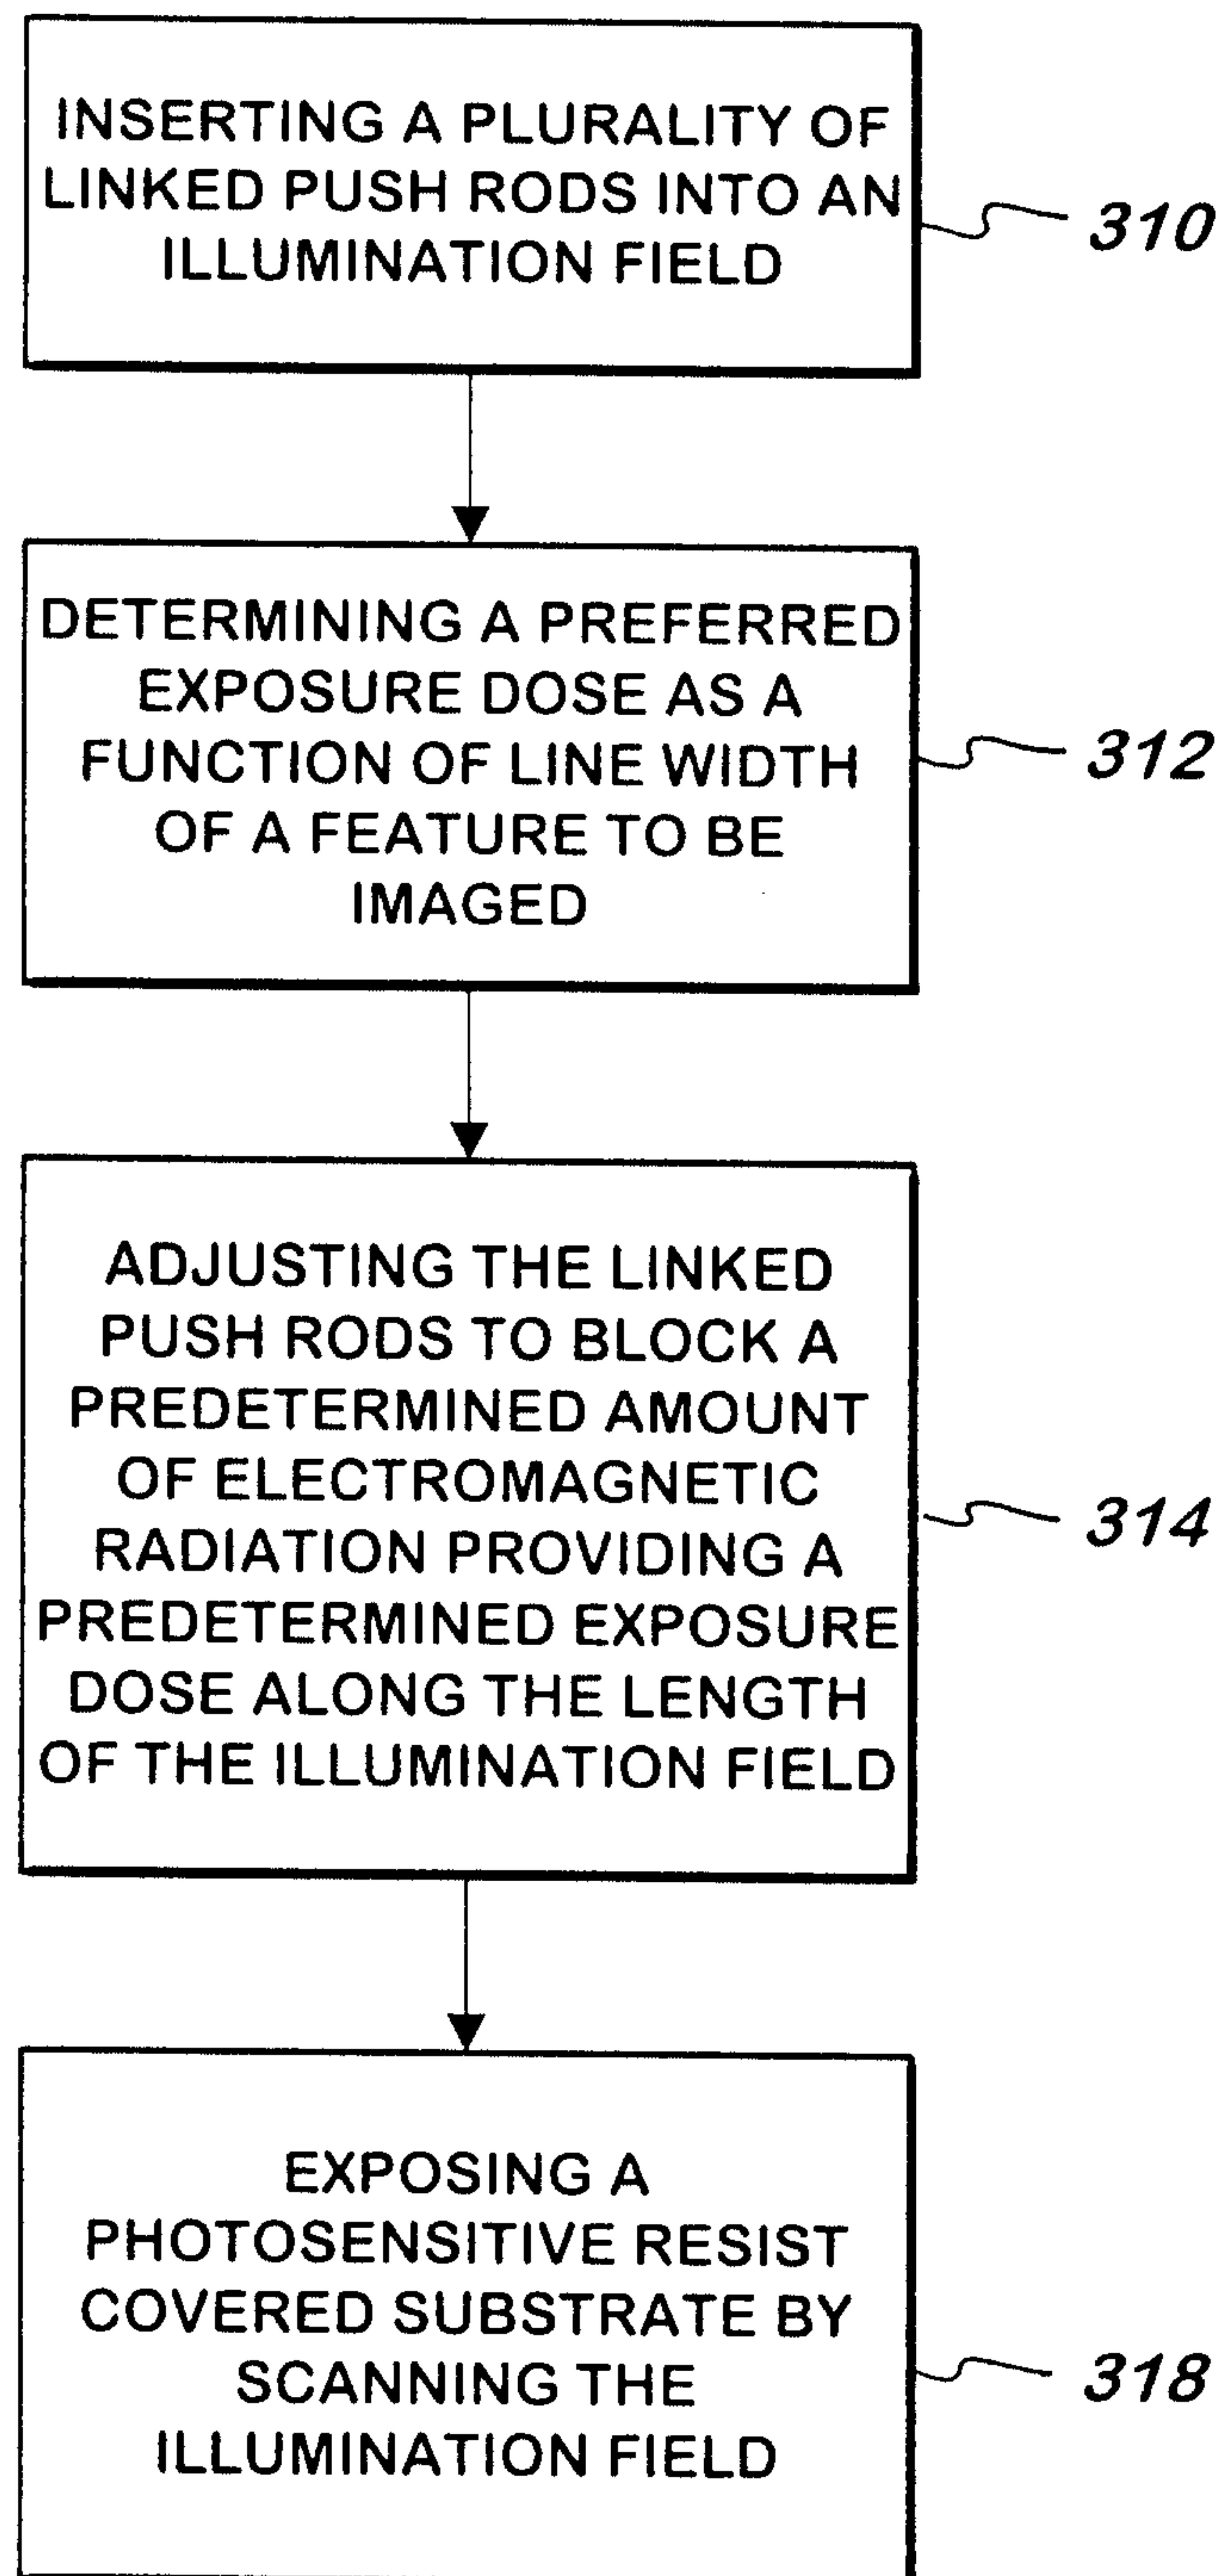 INSERTING A PLURALITY OF
LINKED PUSH RODS INTO AN
ILLUMINATION FIELD
310
DETERMINING A PREFERRED
EXPOSURE DOSE AS A
FUNCTION OF LINE WIDTH
OF A FEATURE TO BE
IMAGED
312
ADJUSTING THE LINKED
PUSH RODS TO BLOCK A
PREDETERMINED AMOUNT
OF ELECTROMAGNETIC
RADIATION PROVIDING A
PREDETERMINED EXPOSURE
DOSE ALONG THE LENGTH
OF THE ILLUMINATION FIELD
314
EXPOSING A
PHOTOSENSITIVE RESIST
COVERED SUBSTRATE BY
SCANNING THE
ILLUMINATION FIELD
318